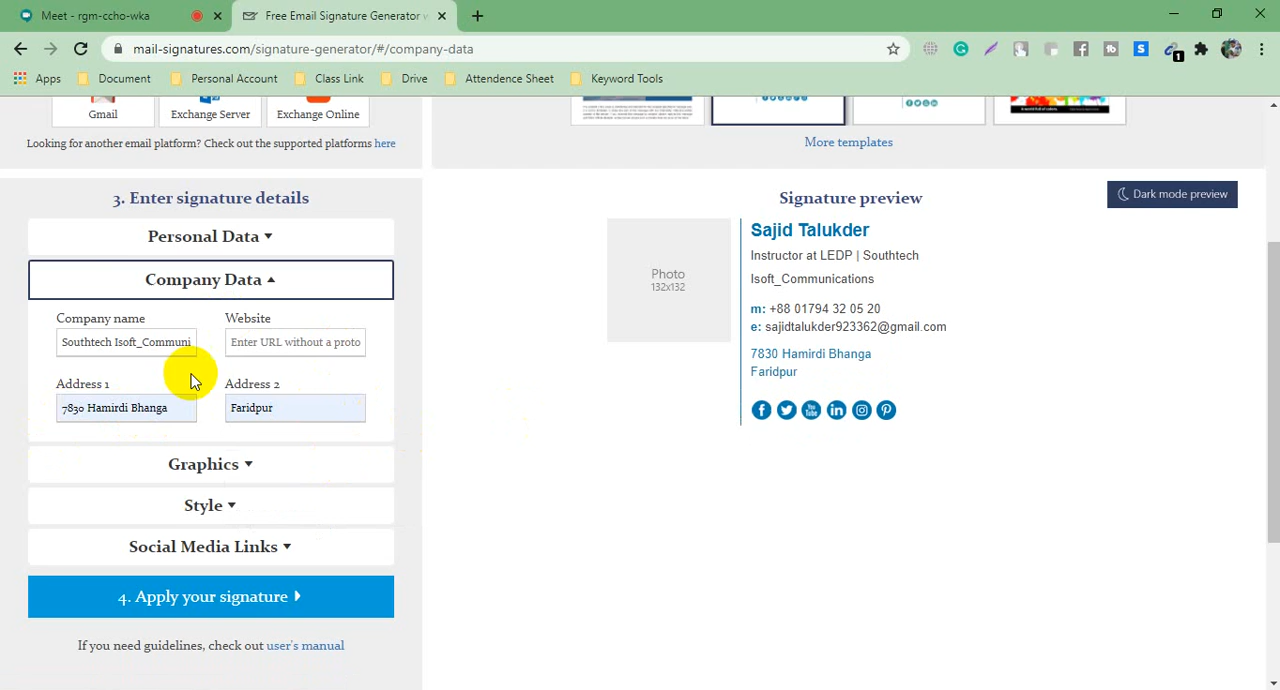 Meet - rgm-ccho-wka
Free Email Signature Generator w
mail-signatures.com/signature-generator/#/company-data
Apps
Document
Personal Account
Class Link
Drive
Attendence Sheet
Keyword Tools
Gmail
Exchange Server
Exchange Online
Looking for another email platform? Check out the supported platforms here
More templates
3. Enter signature details
Personal Data
Company Data
Company name
Website
Southtech Isoft_Communi
Enter URL without a proto
Address 1
Address 2
7830 Hamirdi Bhanga
Faridpur
Graphics
Style
Social Media Links
4. Apply your signature
If you need guidelines, check out user's manual
Signature preview
Dark mode preview
Photo
132x132
Sajid Talukder
Instructor at LEDP | Southtech
Isoft_Communications
m: +88 01794 32 05 20
e: sajidtalukder923362@gmail.com
7830 Hamirdi Bhanga
Faridpur